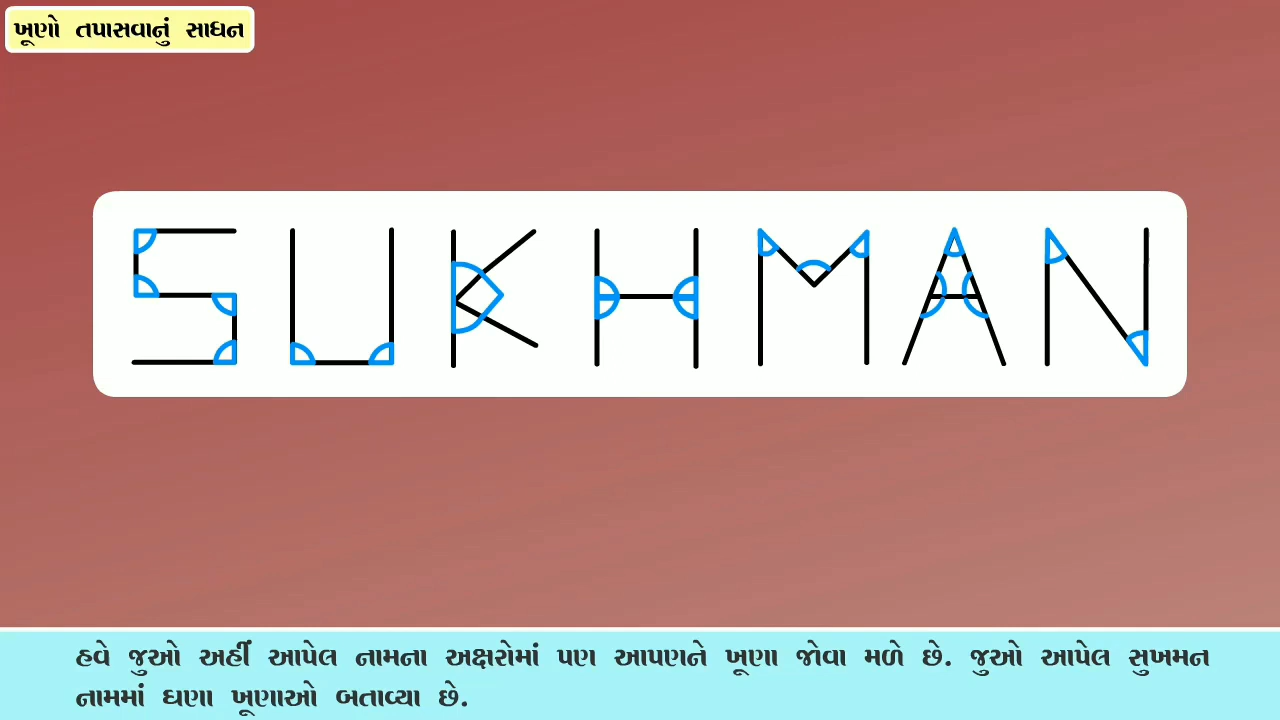 ખૂણો તપાસવાનું સાધન
SUKHMAN
હવે જુઓ અહીં આપેલ નામના અક્ષરોમાં પણ આપણને ખૂણા જોવા મળે છે. જુઓ આપેલ સુખમન
નામમાં ઘણા ખૂણાઓ બતાવ્યા છે.